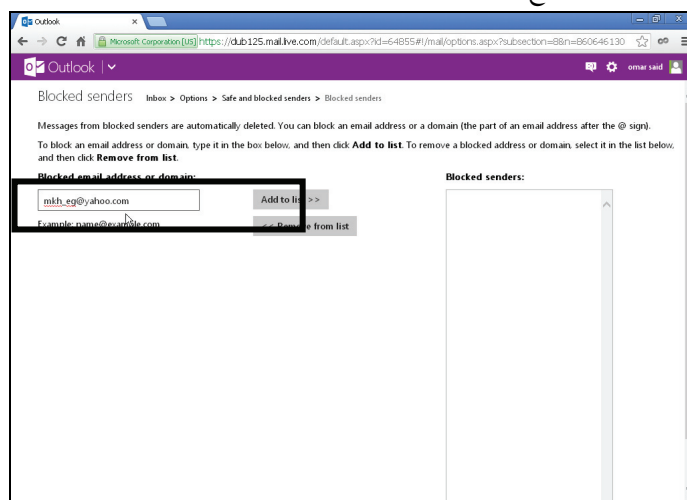 Outlook
Microsoft Corporation [US] https://dub125.mail.live.com/default.aspx?id=64855#!/mail/options.aspx?subsection=8&n=860646130
Outlook
omar said
Blocked senders Inbox > Options > Safe and blocked senders > Blocked senders
Messages from blocked senders are automatically deleted. You can block an email address or a domain (the part of an email address after the @ sign).
To block an email address or domain, type it in the box below, and then click Add to list. To remove a blocked address or domain, select it in the list below,
and then click Remove from list.
Blocked email address or domain:
Blocked senders:
mkh_eg@yahoo.com
Add to list >>
Example: name@example.com
<< Remove from list